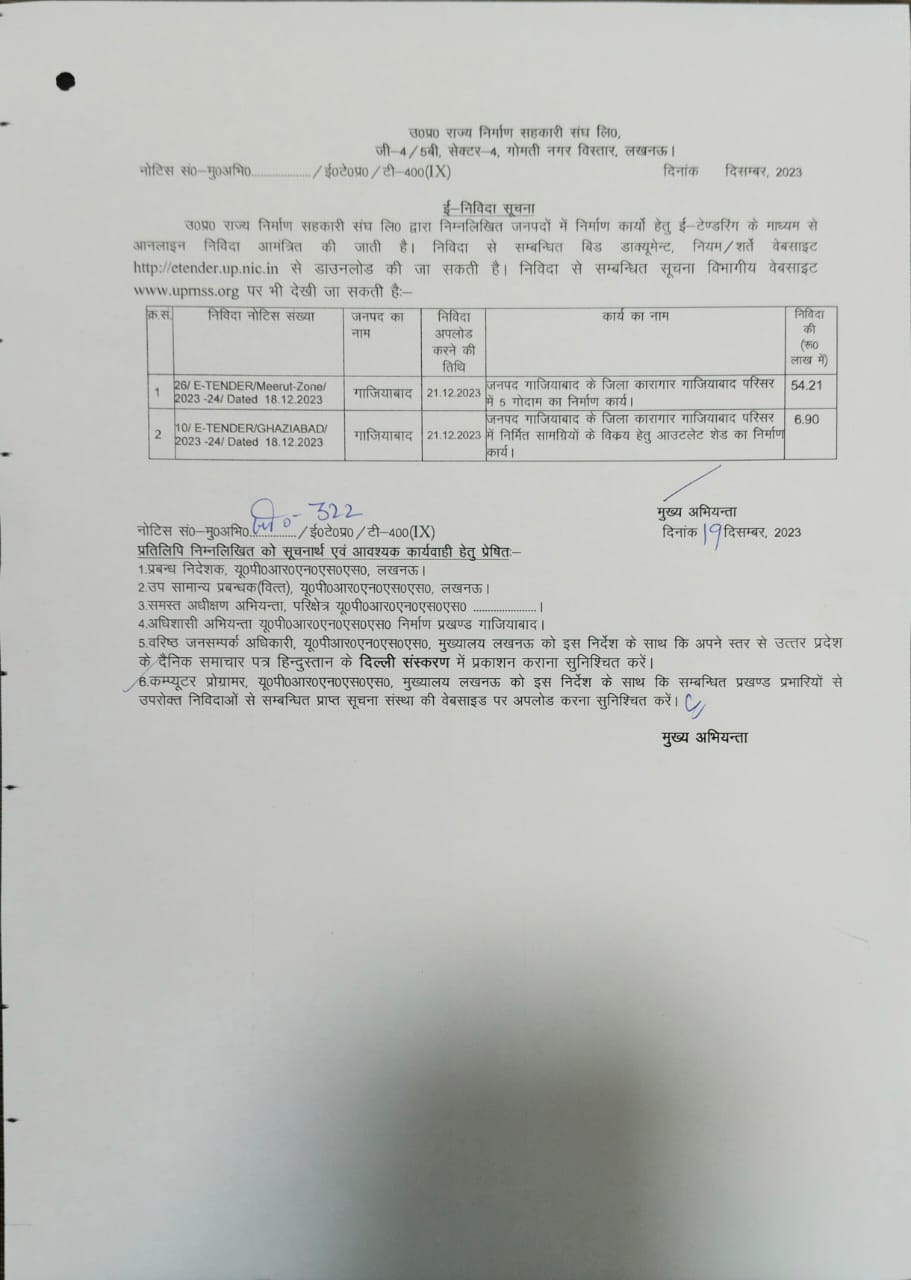 उ0प्र0 राज्य निर्माण सहकारी संघ लि0,
जी-4/5बी, सेक्टर-4, गोमती नगर विस्तार, लखनऊ।
नोटिस सं0-मु0अभि0..................../ई0टे0प्र0/टी-400(IX) दिनांक दिसम्बर, 2023
ई-निविदा सूचना
उ0प्र0 राज्य निर्माण सहकारी संघ लि0 द्वारा निम्नलिखित जनपदों में निर्माण कार्यो हेतु ई-टेण्डरिंग के माध्यम से
आनलाइन निविदा आमंत्रित की जाती है। निविदा से सम्बन्धित बिड डाक्यूमेन्ट, नियम/शर्ते वेबसाइट
http://etender.up.nic.in से डाउनलोड की जा सकती है। निविदा से सम्बन्धित सूचना विभागीय वेबसाइट
www.uprnss.org पर भी देखी जा सकती है:-
क्र.सं. निविदा नोटिस संख्या जनपद का नाम निविदा अपलोड करने की तिथि कार्य का नाम निविदा की (रू0 लाख में)
1 26/ E-TENDER/Meerut-Zone/ 2023 -24/ Dated 18.12.2023 गाजियाबाद 21.12.2023 जनपद गाजियाबाद के जिला कारागार गाजियाबाद परिसर में 5 गोदाम का निर्माण कार्य। 54.21
2 10/ E-TENDER/GHAZIABAD/ 2023 -24/ Dated 18.12.2023 गाजियाबाद 21.12.2023 जनपद गाजियाबाद के जिला कारागार गाजियाबाद परिसर में निर्मित सामग्रियों के विक्रय हेतु आउटलेट शेड का निर्माण कार्य। 6.90
मुख्य अभियन्ता
नोटिस सं0-मु0अभि0 नि0-322 ............../ई0टे0प्र0/टी-400(IX) दिनांक 19 दिसम्बर, 2023
प्रतिलिपि निम्नलिखित को सूचनार्थ एवं आवश्यक कार्यवाही हेतु प्रेषितः-
1.प्रबन्ध निदेशक, यू0पी0आर0एन0एस0एस0, लखनऊ।
2.उप सामान्य प्रबन्धक(वित्त), यू0पी0आर0एन0एस0एस0, लखनऊ।
3.समस्त अधीक्षण अभियन्ता, परिक्षेत्र यू0पी0आर0एन0एस0एस0 ......................।
4.अधिशासी अभियन्ता यू0पी0आर0एन0एस0एस0 निर्माण प्रखण्ड गाजियाबाद।
5.वरिष्ठ जनसम्पर्क अधिकारी, यू0पीआर0एन0एस0एस0, मुख्यालय लखनऊ को इस निर्देश के साथ कि अपने स्तर से उत्तर प्रदेश
के दैनिक समाचार पत्र हिन्दुस्तान के दिल्ली संस्करण में प्रकाशन कराना सुनिश्चित करें।
6.कम्प्यूटर प्रोग्रामर, यू0पी0आर0एन0एस0एस0, मुख्यालय लखनऊ को इस निर्देश के साथ कि सम्बन्धित प्रखण्ड प्रभारियों से
उपरोक्त निविदाओं से सम्बन्धित प्राप्त सूचना संस्था की वेबसाइड पर अपलोड करना सुनिश्चित करें।
मुख्य अभियन्ता